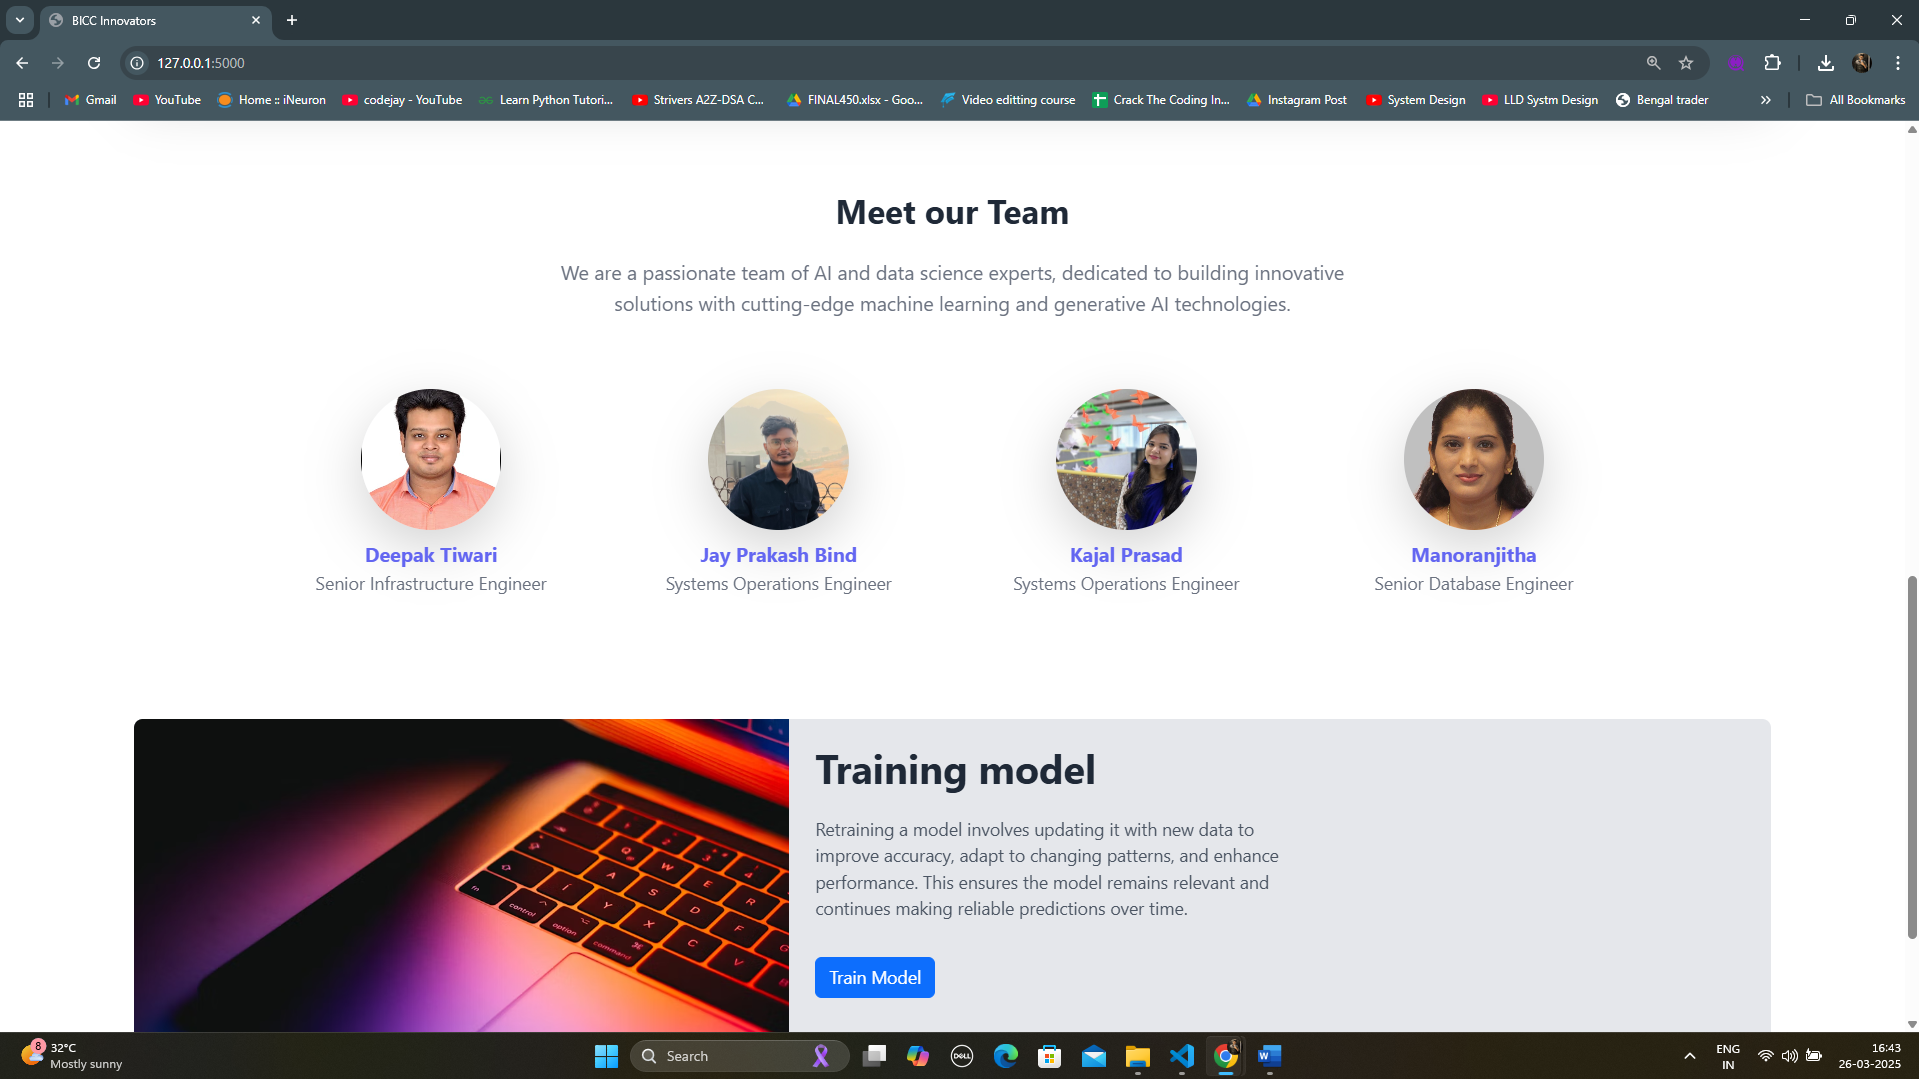 BICC Innovators
127.0.0.1:5000
Gmail
YouTube
Home :: iNeuron
codejay - YouTube
Learn Python Tutori...
Strivers A2Z-DSA C...
FINAL450.xlsx - Goo...
Video editting course
Crack The Coding In...
Instagram Post
System Design
LLD Systm Design
Bengal trader
All Bookmarks
Meet our Team
We are a passionate team of AI and data science experts, dedicated to building innovative
solutions with cutting-edge machine learning and generative AI technologies.
Deepak Tiwari
Senior Infrastructure Engineer
Jay Prakash Bind
Systems Operations Engineer
Kajal Prasad
Systems Operations Engineer
Manoranjitha
Senior Database Engineer
Training model
Retraining a model involves updating it with new data to
improve accuracy, adapt to changing patterns, and enhance
performance. This ensures the model remains relevant and
continues making reliable predictions over time.
Train Model
fn
control
option
command
8
32°C
Mostly sunny
Search
DELL
W
ENG
IN
16:43
26-03-2025